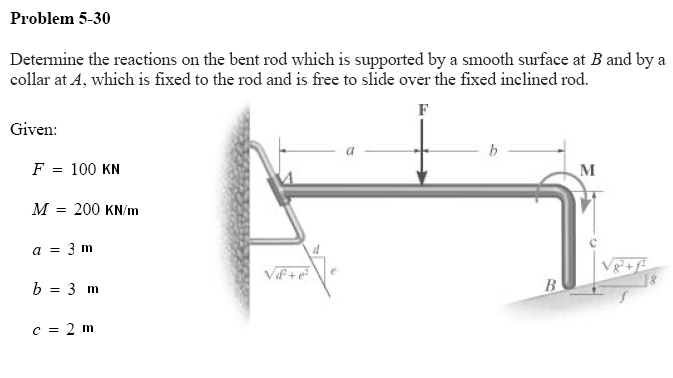 Problem 5-30
Determine the reactions on the bent rod which is supported by a smooth surface at B and by a
collar at A, which is fixed to the rod and is free to slide over the fixed inclined rod.
Given:
F = 100 KN
M = 200 KN/m
a = 3 m
b = 3 m
c = 2 m
F
a
b
M
A
c
d
√d²+e²
e
√g²+f²
g
B
f